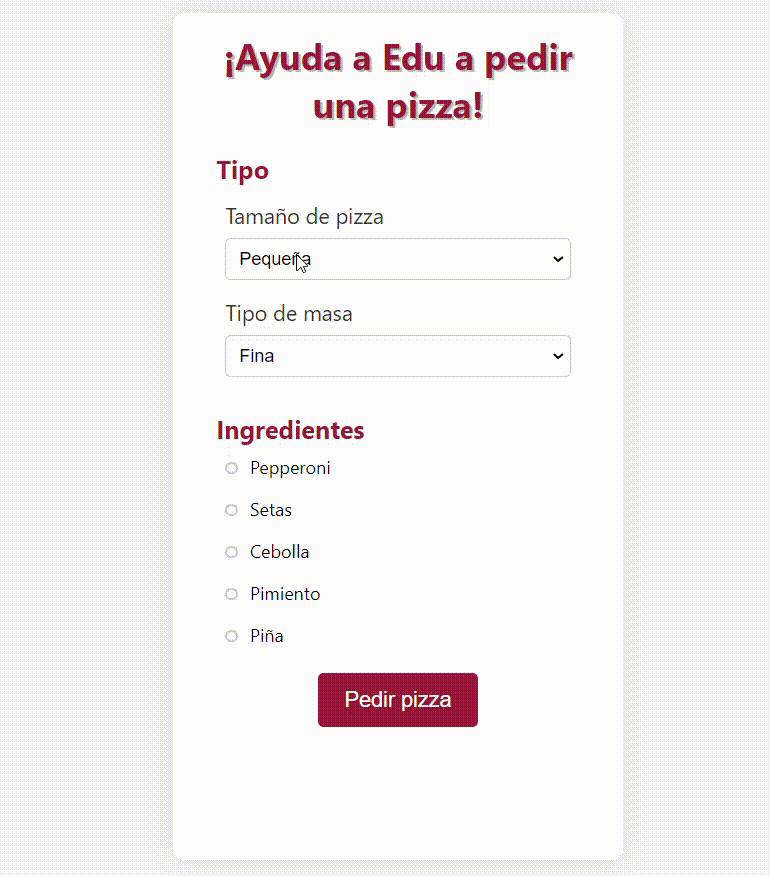 ¡Ayuda a Edu a pedir
una pizza!
Tipo
Tamaño de pizza
Pequeña
Tipo de masa
Fina
Ingredientes
Pepperoni
Setas
Cebolla
Pimiento
Piña
Pedir pizza